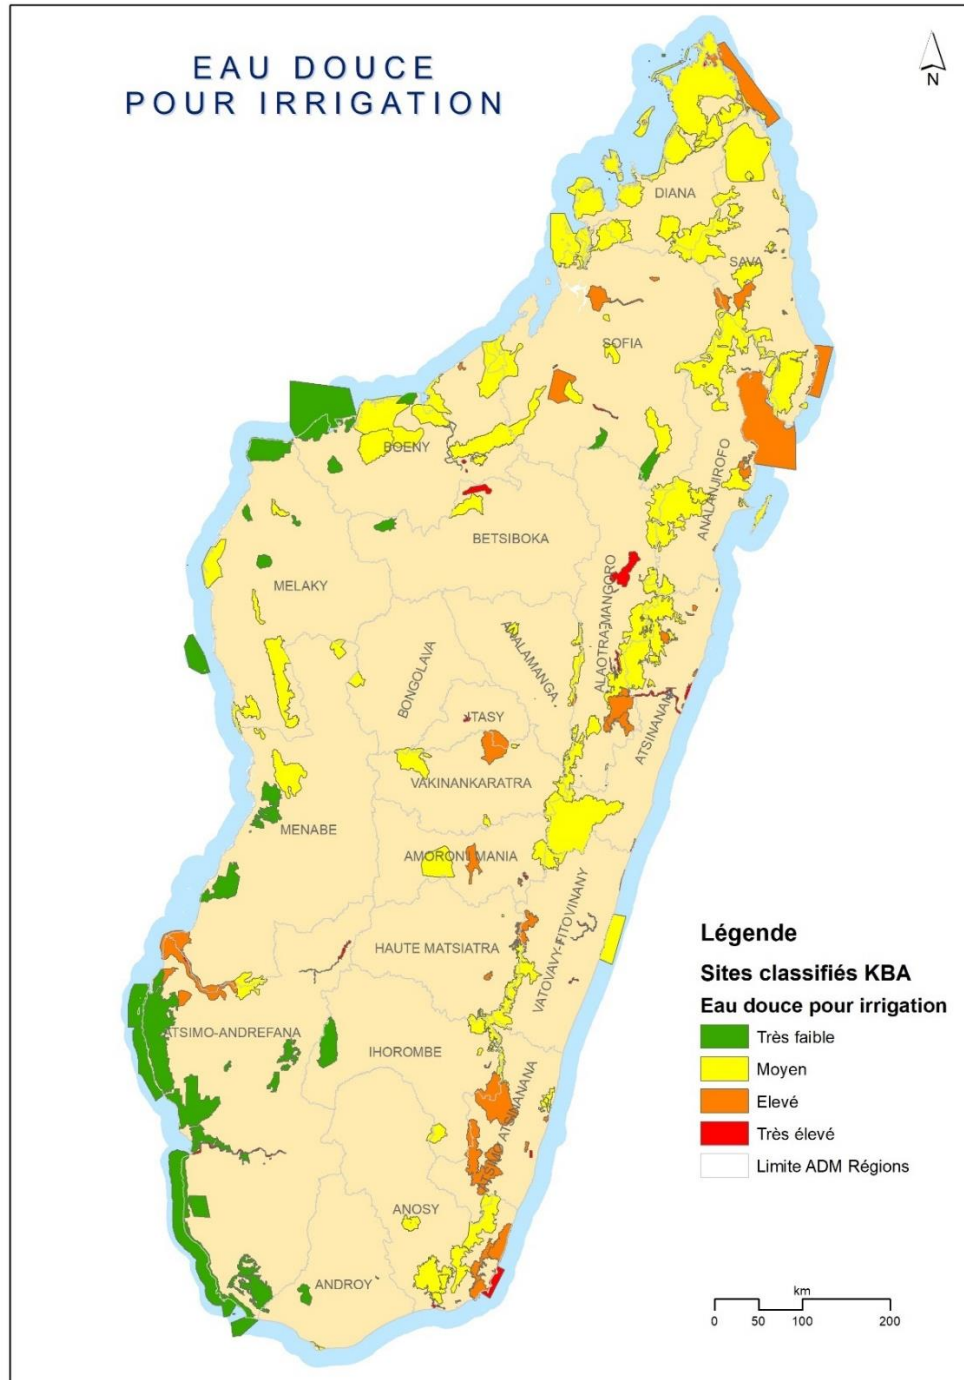 EAU DOUCE
POUR IRRIGATION
N
DIANA
SAVA
SOFIA
BOENY
ANALANJIROFO
BETSIBOKA
MELAKY
ALAOTRA-MANGORO
ANALAMANGA
BONGOLAVA
ITASY
ATSINANANA
VAKINANKARATRA
MENABE
AMORONI MANIA
VATOVAVY-FITOVINANY
HAUTE MATSIATRA
ATSIMO-ANDREFANA
IHOROMBE
ATSINANANA
ANOSY
ANDROY
Légende
Sites classifiés KBA
Eau douce pour irrigation
Très faible
Moyen
Elevé
Très élevé
Limite ADM Régions
km
0 50 100 200